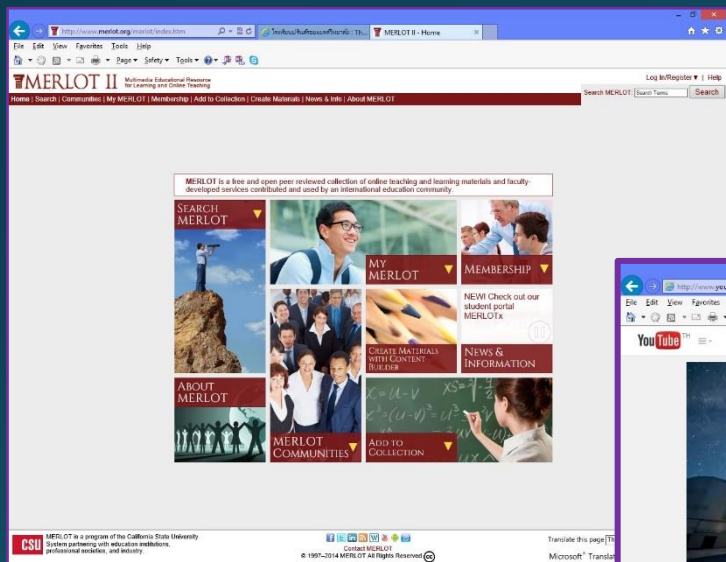 http://www.merlot.org/merlot/index.htm
MERLOT II - Home
File Edit View Favorites Tools Help
Page Safety Tools
MERLOT II Multimedia Educational Resource
for Learning and Online Teaching
Log In/Register | Help
Home | Search | Communities | My MERLOT | Membership | Add to Collection | Create Materials | News & Info | About MERLOT
Search MERLOT: Search Terms Search
MERLOT is a free and open peer reviewed collection of online teaching and learning materials and faculty-
developed services contributed and used by an international education community.
SEARCH
MERLOT
MY
MERLOT
MEMBERSHIP
CREATE MATERIALS
WITH CONTENT
BUILDER
NEW! Check out our
student portal
MERLOTx
NEWS &
INFORMATION
ABOUT
MERLOT
MERLOT
COMMUNITIES
ADD TO
COLLECTION
CSU
MERLOT is a program of the California State University
System partnering with education institutions,
professional societies, and industry.
Contact MERLOT
© 1997–2014 MERLOT All Rights Reserved
Translate this page
Microsoft® Translat
http://www.you
File Edit View Favorites
YouTube TH